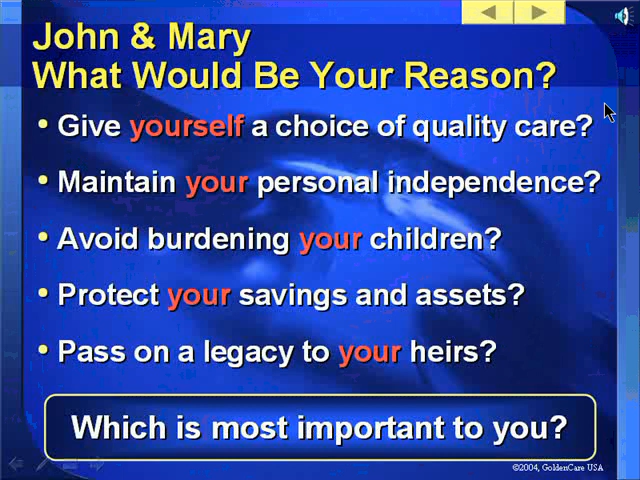 John & Mary
What Would Be Your Reason?
• Give yourself a choice of quality care?
• Maintain your personal independence?
• Avoid burdening your children?
• Protect your savings and assets?
• Pass on a legacy to your heirs?
Which is most important to you?
©2004, GoldenCare USA